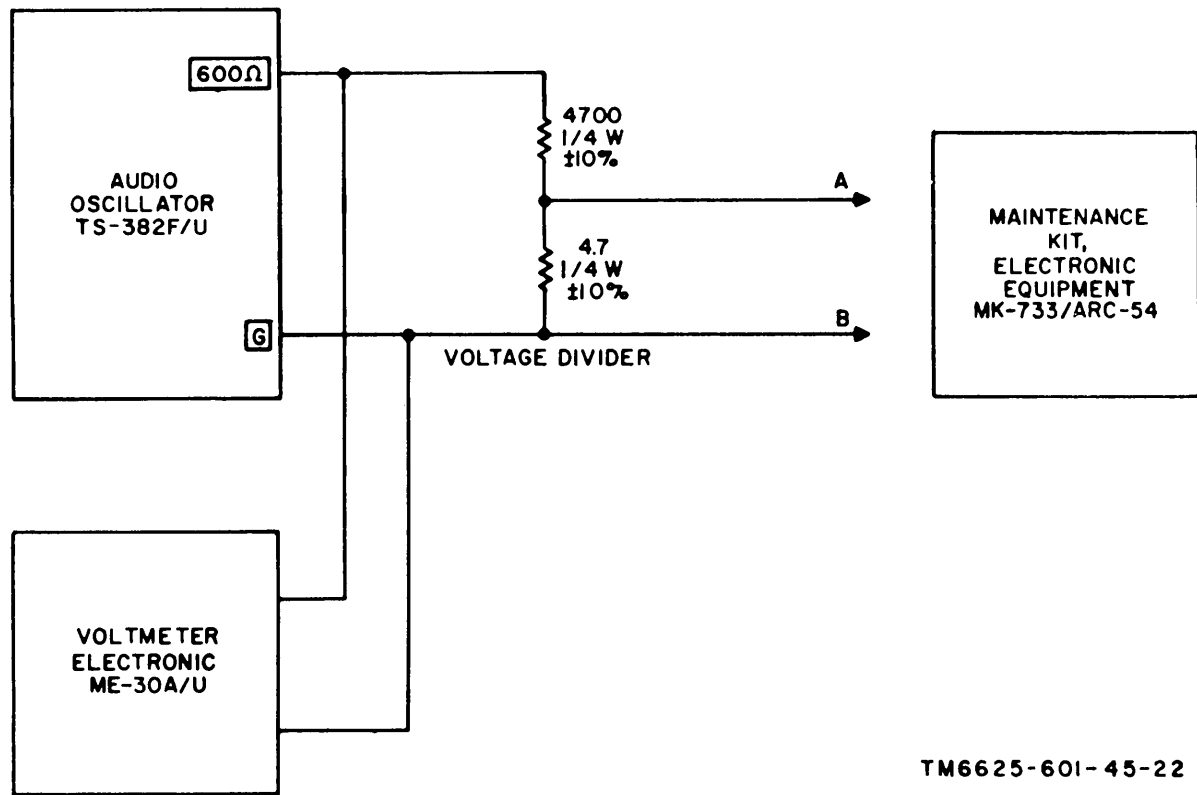 600Ω
AUDIO
OSCILLATOR
TS-382F/U
G
4700
1/4 W
±10%
4.7
1/4 W
±10%
VOLTAGE DIVIDER
A
B
MAINTENANCE
KIT,
ELECTRONIC
EQUIPMENT
MK-733/ARC-54
VOLTMETER
ELECTRONIC
ME-30A/U
TM6625-601-45-22